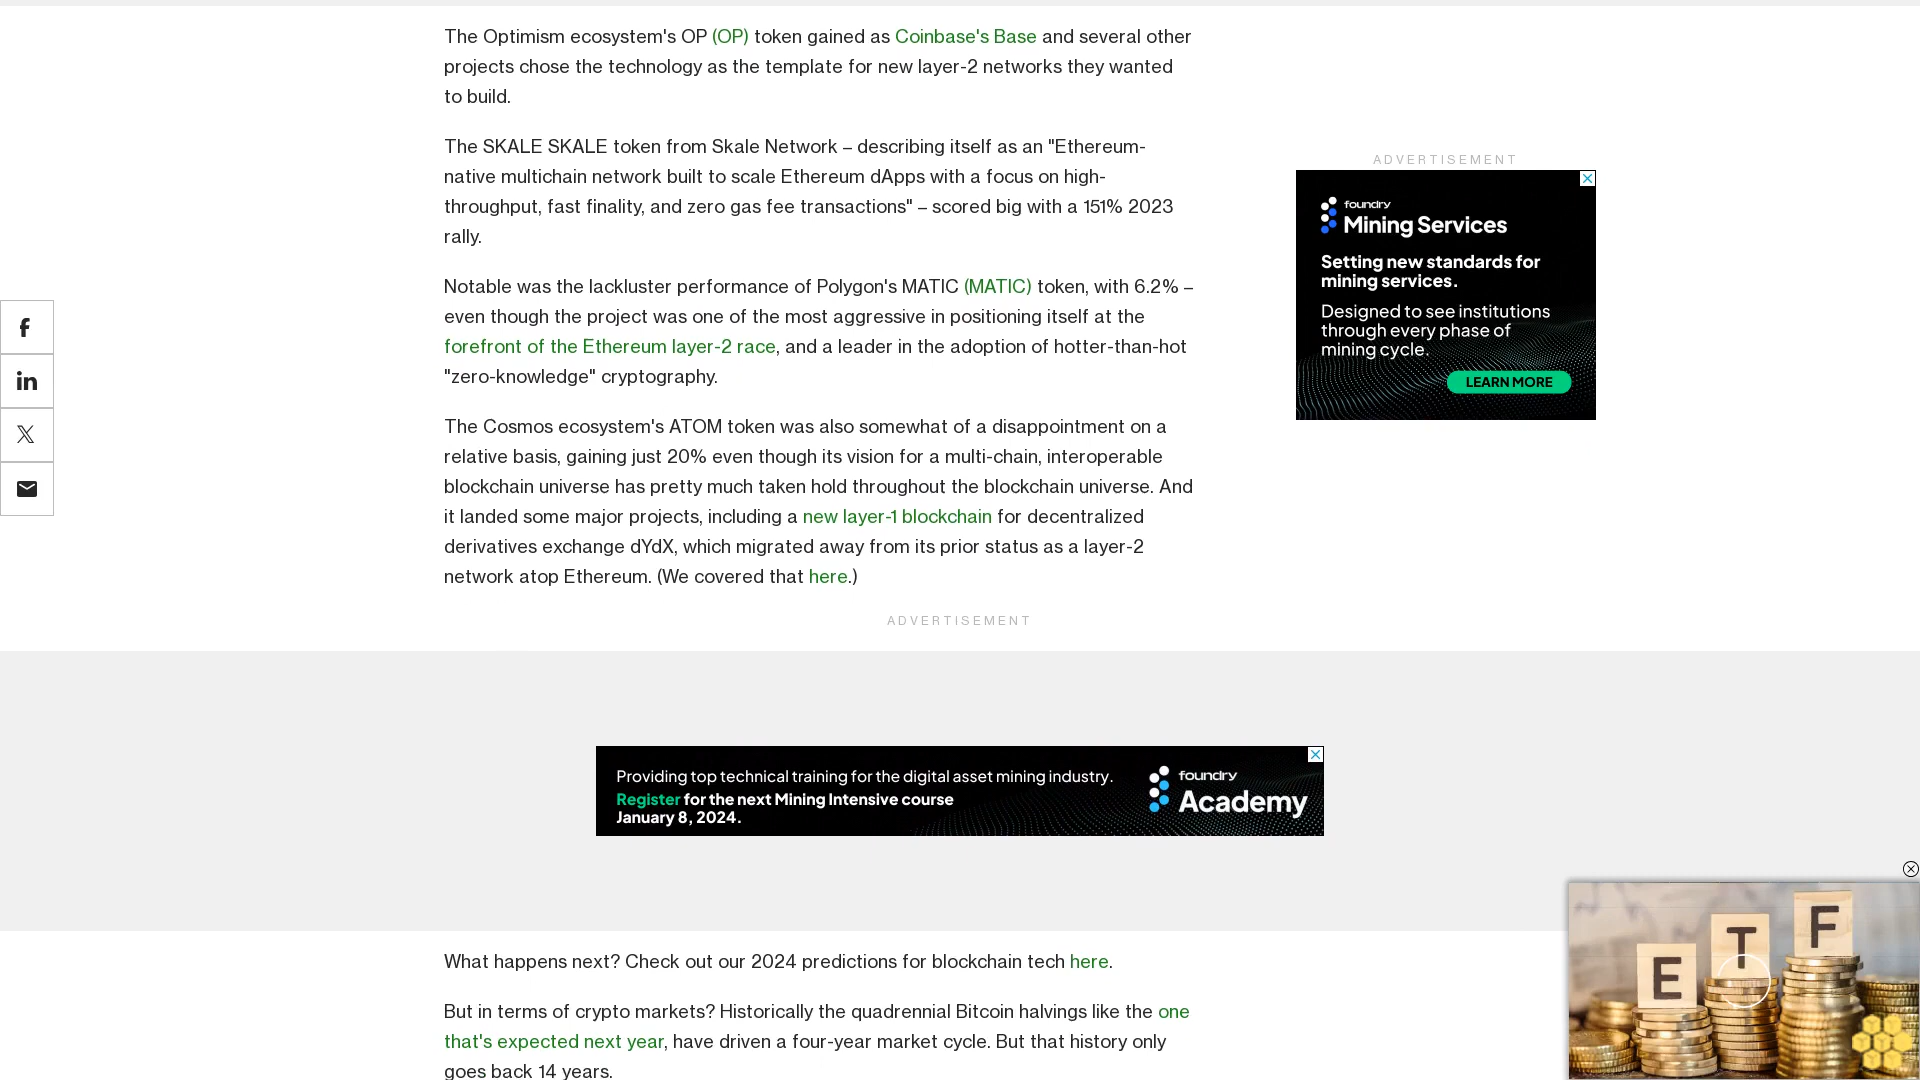 The Optimism ecosystem's OP (OP) token gained as Coinbase's Base and several other
projects chose the technology as the template for new layer-2 networks they wanted
to build.
The SKALE SKALE token from Skale Network – describing itself as an "Ethereum-
native multichain network built to scale Ethereum dApps with a focus on high-
throughput, fast finality, and zero gas fee transactions" – scored big with a 151% 2023
rally.
Notable was the lackluster performance of Polygon's MATIC (MATIC) token, with 6.2% –
even though the project was one of the most aggressive in positioning itself at the
forefront of the Ethereum layer-2 race, and a leader in the adoption of hotter-than-hot
"zero-knowledge" cryptography.
The Cosmos ecosystem's ATOM token was also somewhat of a disappointment on a
relative basis, gaining just 20% even though its vision for a multi-chain, interoperable
blockchain universe has pretty much taken hold throughout the blockchain universe. And
it landed some major projects, including a new layer-1 blockchain for decentralized
derivatives exchange dYdX, which migrated away from its prior status as a layer-2
network atop Ethereum. (We covered that here.)
ADVERTISEMENT
foundry
Mining Services
Setting new standards for
mining services.
Designed to see institutions
through every phase of
mining cycle.
LEARN MORE
ADVERTISEMENT
Providing top technical training for the digital asset mining industry.
Register for the next Mining Intensive course
January 8, 2024.
foundry
Academy
What happens next? Check out our 2024 predictions for blockchain tech here.
But in terms of crypto markets? Historically the quadrennial Bitcoin halvings like the one
that's expected next year, have driven a four-year market cycle. But that history only
goes back 14 years.
E T F